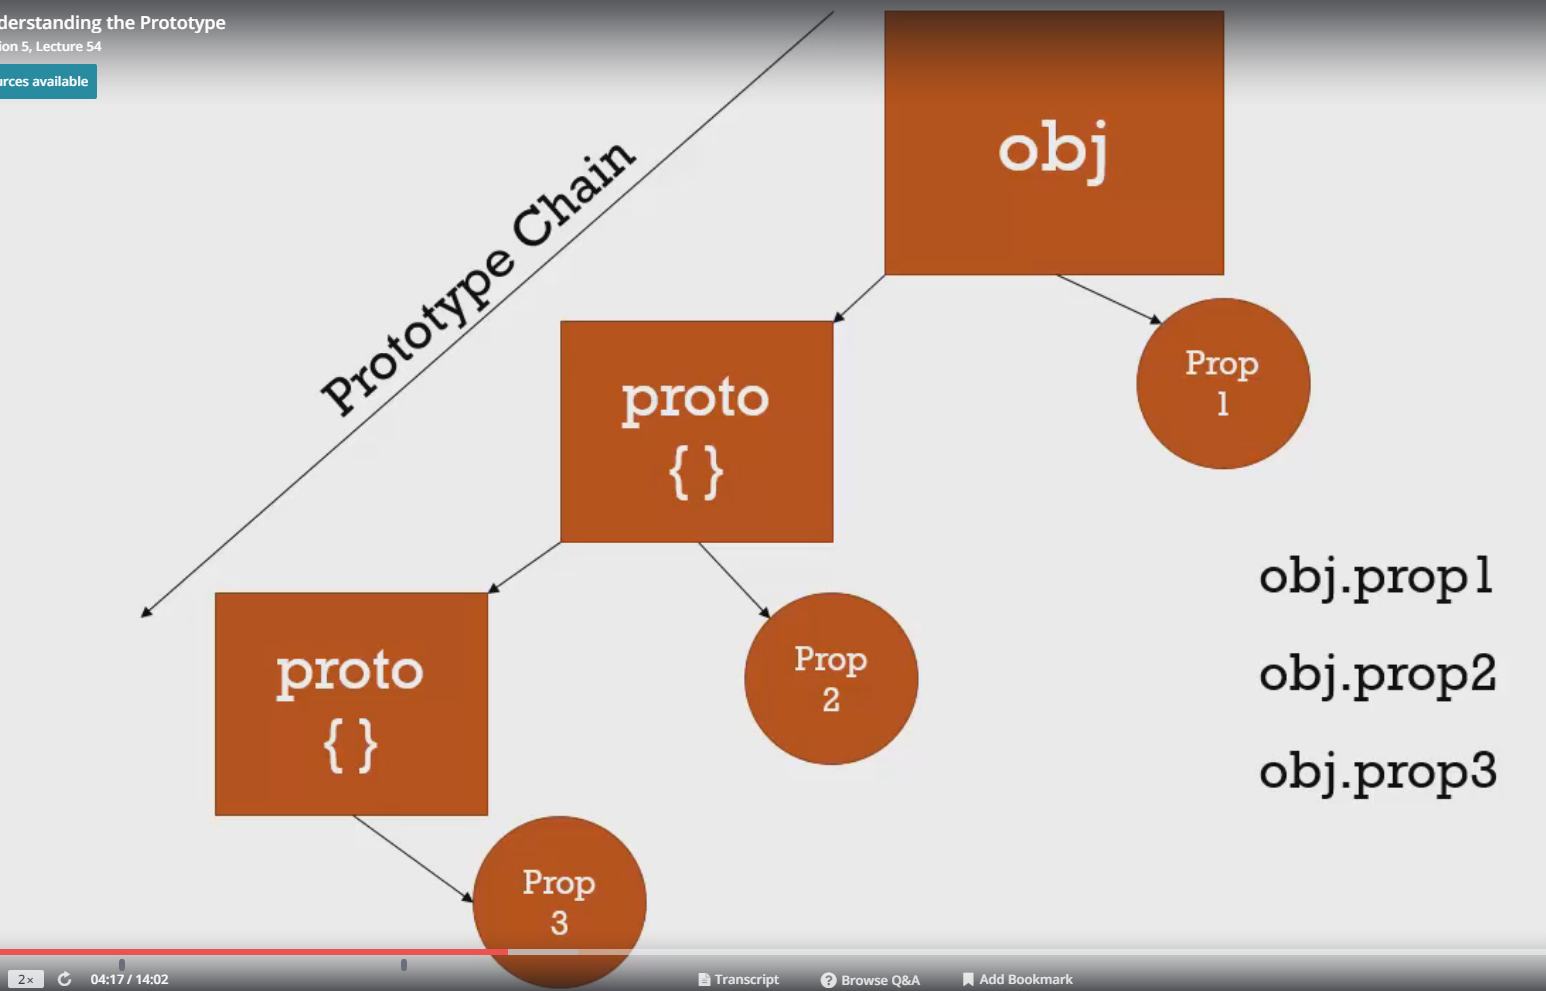 derstanding the Prototype
ion 5, Lecture 54
urces available
obj
Prototype Chain
Prop
1
proto
{ }
obj.prop1
proto
{ }
Prop
2
obj.prop2
obj.prop3
Prop
3
2×
04:17 / 14:02
Transcript
? Browse Q&A
Add Bookmark